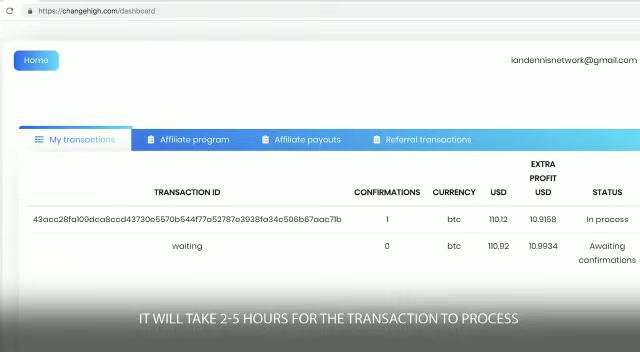 https://changehigh.com/dashboard
Home
iandennisnetwork@gmail.com
My transactions Affiliate program Affiliate payouts Referral transactions
TRANSACTION ID CONFIRMATIONS CURRENCY USD EXTRA PROFIT USD STATUS
43acc28fa109dca8ccd43730e5570b544f77a52787e3938fa34c506b67aac71b 1 btc 110.12 10.9158 In process
waiting 0 btc 110.92 10.9934 Awaiting confirmations
IT WILL TAKE 2-5 HOURS FOR THE TRANSACTION TO PROCESS